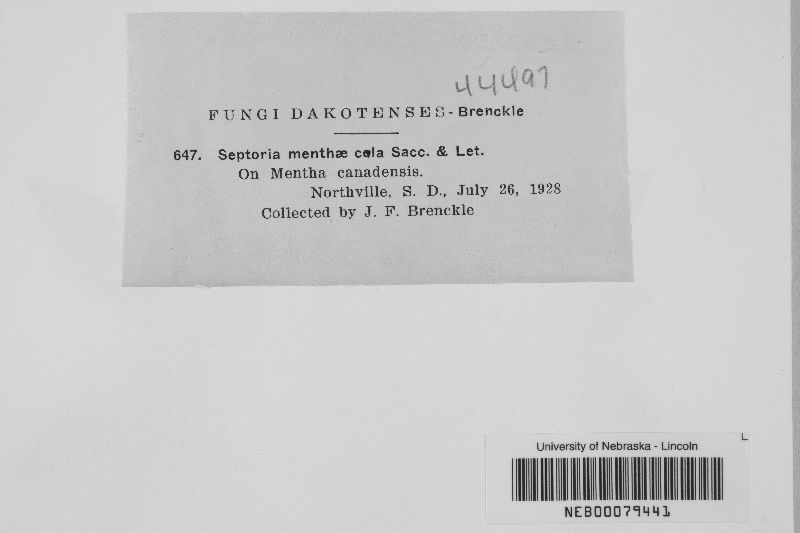 44497
FUNGI DAKOTENSES - Brenckle
647. Septoria menthæ cola Sacc. & Let.
On Mentha canadensis.
Northville, S. D., July 26, 1928
Collected by J. F. Brenckle
L
University of Nebraska - Lincoln
NEB00079441